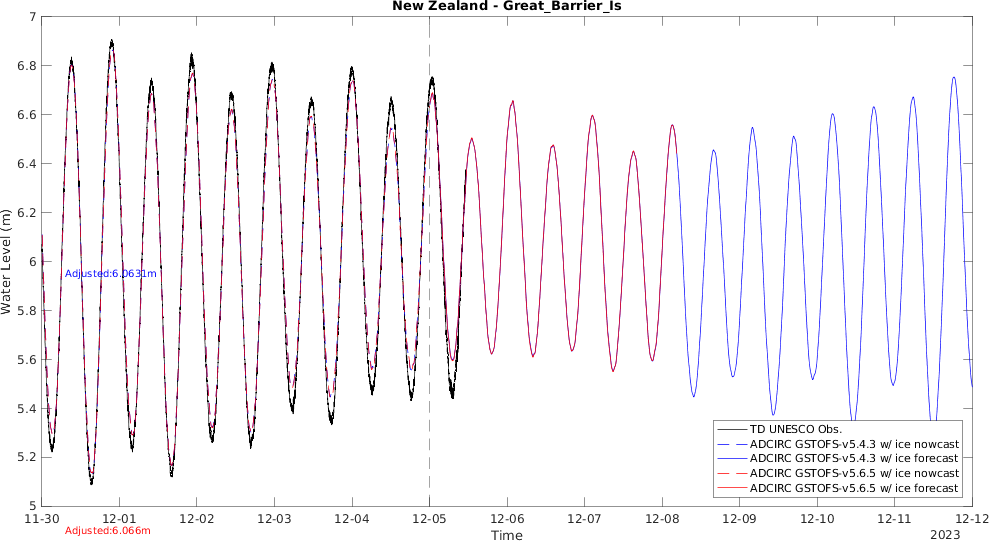 New Zealand - Great_Barrier_Is
7
6.8
6.6
6.4
6.2
6
5.8
5.6
5.4
5.2
5
Water Level (m)
Adjusted:6.0631m
TD UNESCO Obs.
ADCIRC GSTOFS-v5.4.3 w/ ice nowcast
ADCIRC GSTOFS-v5.4.3 w/ ice forecast
ADCIRC GSTOFS-v5.6.5 w/ ice nowcast
ADCIRC GSTOFS-v5.6.5 w/ ice forecast
11-30 12-01 12-02 12-03 12-04 12-05 12-06 12-07 12-08 12-09 12-10 12-11 12-12
Adjusted:6.066m
Time
2023